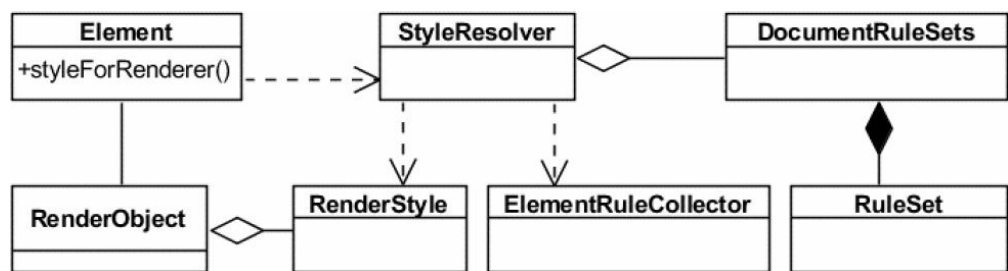 Element
StyleResolver
DocumentRuleSets
+styleForRenderer()
RenderObject
RenderStyle
ElementRuleCollector
RuleSet